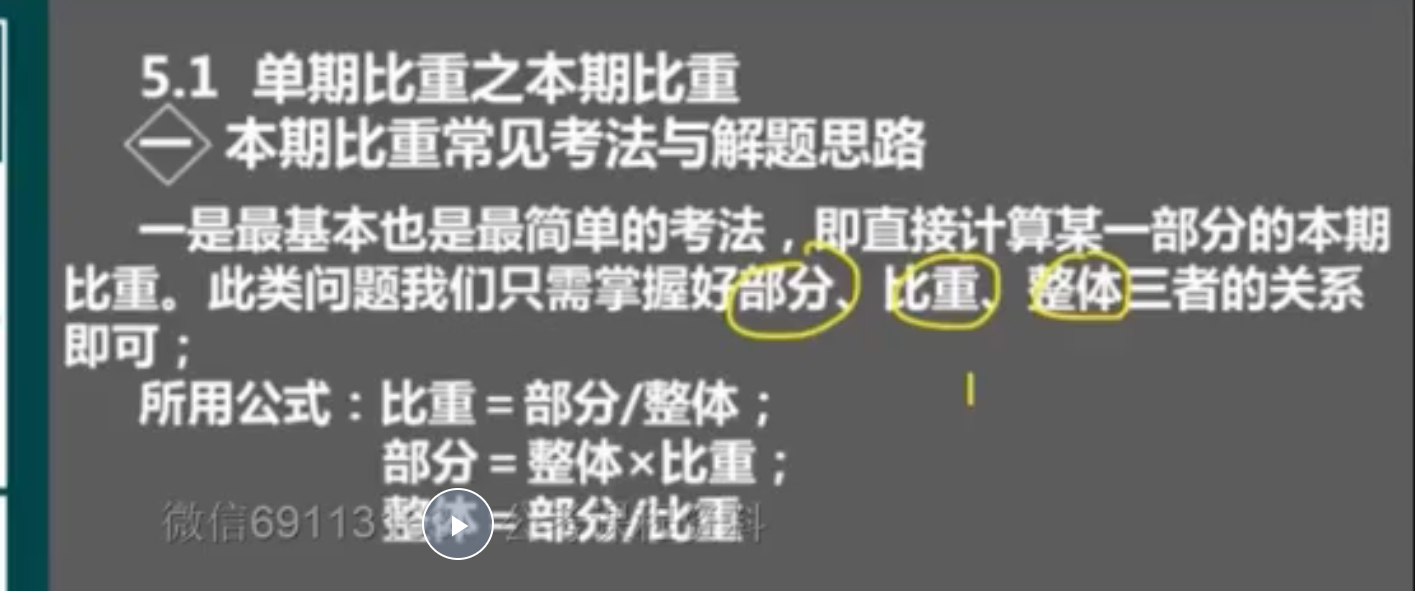 5.1 单期比重之本期比重
一 本期比重常见考法与解题思路
一是最基本也是最简单的考法，即直接计算某一部分的本期
比重。此类问题我们只需掌握好部分、比重、整体三者的关系
即可；
所用公式：比重＝部分/整体；
部分＝整体×比重；
整体＝部分/比重
微信69113